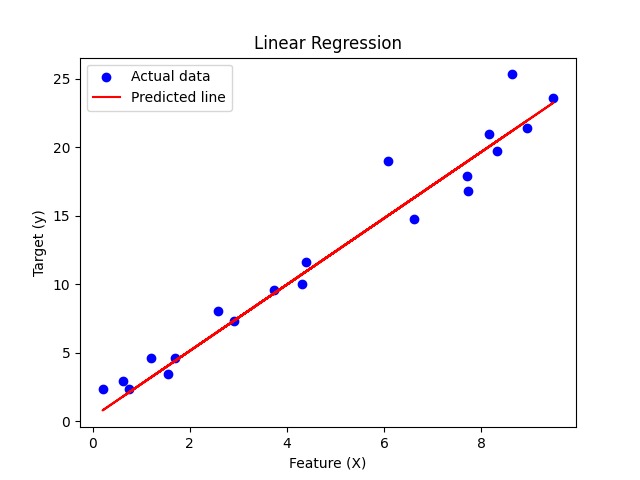 Linear Regression
Actual data
Predicted line
25
20
15
10
5
0
Target (y)
0 2 4 6 8
Feature (X)